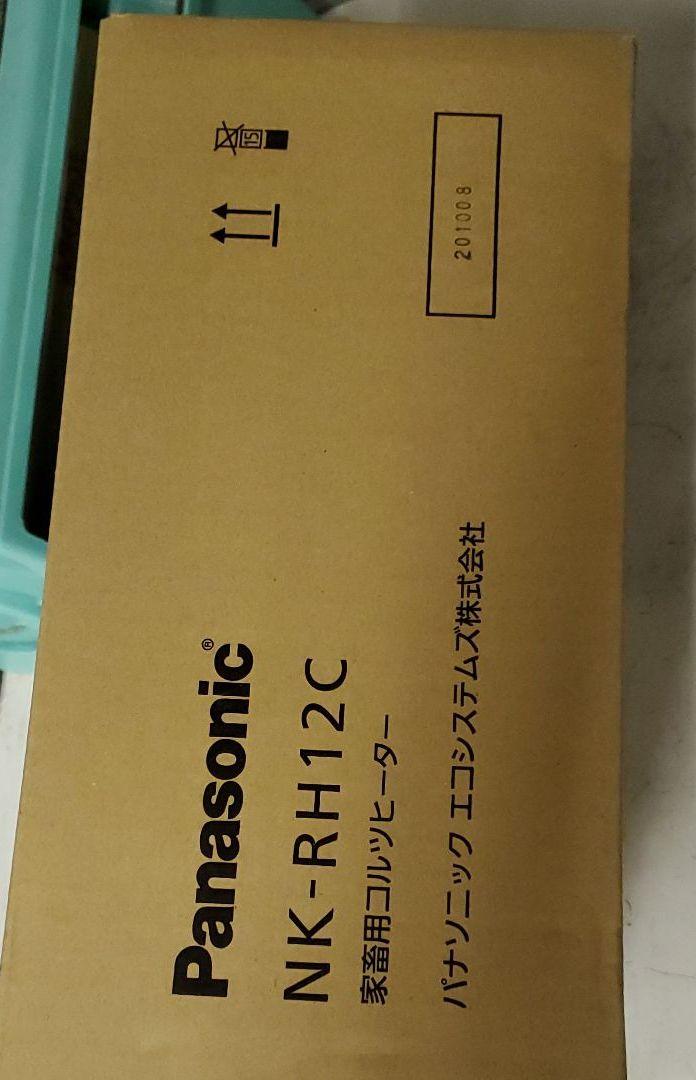 Panasonic®
NK-RH12C
家畜用コルツヒーター
パナソニック エコシステムズ株式会社
15
201008